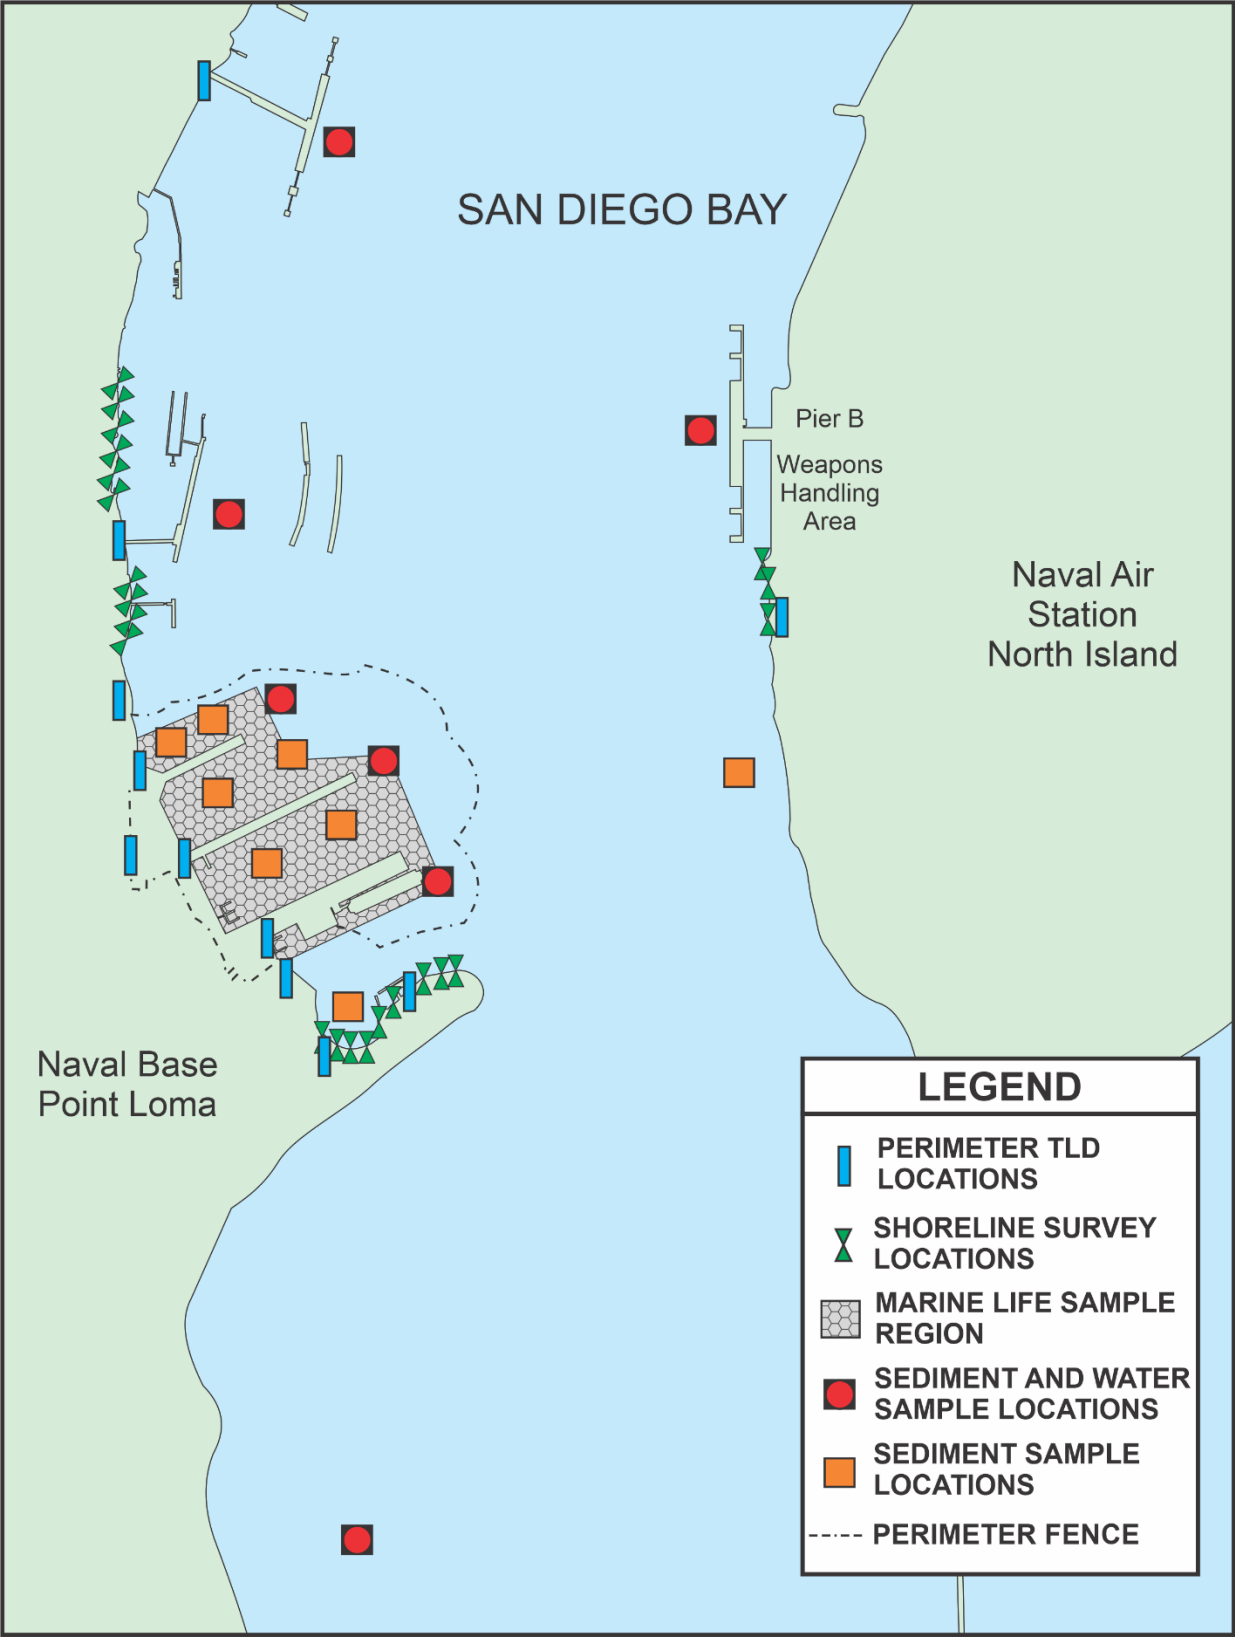 SAN DIEGO BAY
Pier B
Weapons
Handling
Area
Naval Air
Station
North Island
Naval Base
Point Loma
LEGEND
PERIMETER TLD
LOCATIONS
SHORELINE SURVEY
LOCATIONS
MARINE LIFE SAMPLE
REGION
SEDIMENT AND WATER
SAMPLE LOCATIONS
SEDIMENT SAMPLE
LOCATIONS
PERIMETER FENCE